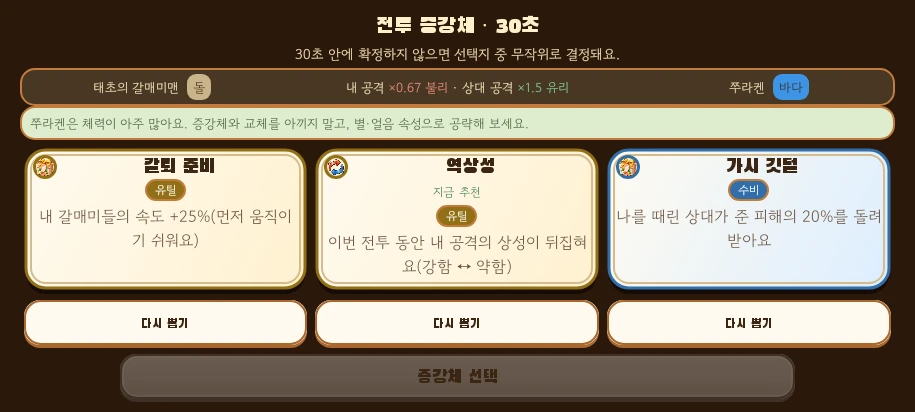 전투 증강체 · 30초
30초 안에 확정하지 않으면 선택지 중 무작위로 결정돼요.
태초의 갈매미맨 돌 내 공격 ×0.67 불리 · 상대 공격 ×1.5 유리 쭈라켄 바다
쭈라켄은 체력이 아주 많아요. 증강체와 교체를 아끼지 말고, 별·얼음 속성으로 공략해 보세요.
칼퇴 준비
유틸
내 갈매미들의 속도 +25%(먼저 움직이
기 쉬워요)
역상성
지금 추천
유틸
이번 전투 동안 내 공격의 상성이 뒤집혀
요(강함 ↔ 약함)
가시 깃털
수비
나를 때린 상대가 준 피해의 20%를 돌려
받아요
다시 뽑기 다시 뽑기 다시 뽑기
증강체 선택